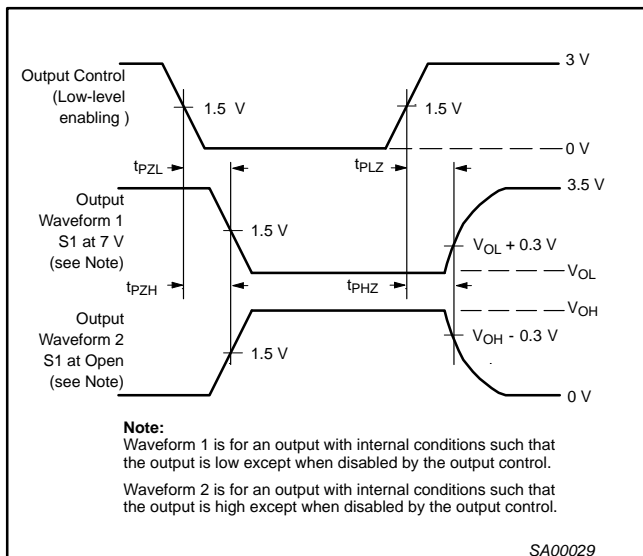 Output Control
(Low-level
enabling )
3 V
1.5 V
1.5 V
0 V
tPZL
tPLZ
Output
Waveform 1
S1 at 7 V
(see Note)
3.5 V
1.5 V
VOL + 0.3 V
VOL
tPZH
tPHZ
VOH
Output
Waveform 2
S1 at Open
(see Note)
1.5 V
VOH - 0.3 V
0 V
Note:
Waveform 1 is for an output with internal conditions such that
the output is low except when disabled by the output control.
Waveform 2 is for an output with internal conditions such that
the output is high except when disabled by the output control.
SA00029